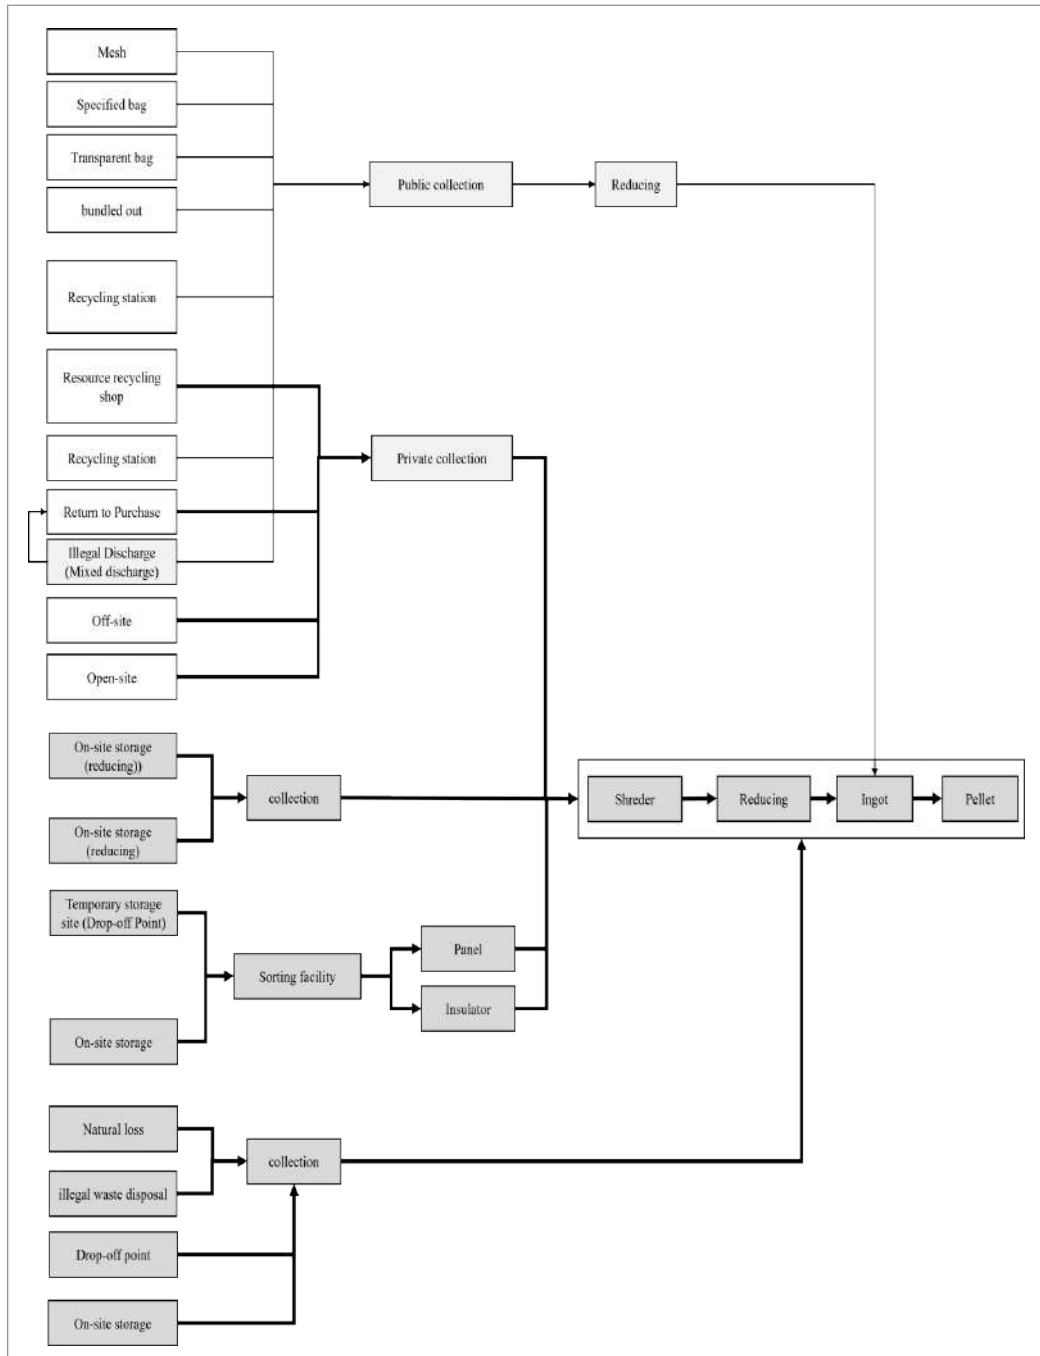 Mesh
Specified bag
Transparent bag
bundled out
Public collection
Reducing
Recycling station
Resource recycling
shop
Recycling station
Private collection
Return to Purchase
Illegal Discharge
(Mixed discharge)
Off-site
Open-site
On-site storage
(reducing))
collection
On-site storage
(reducing)
Shreder
Reducing
Ingot
Pellet
Temporary storage
site (Drop-off Point)
Sorting facility
Panel
Insulator
On-site storage
Natural loss
collection
illegal waste disposal
Drop-off point
On-site storage